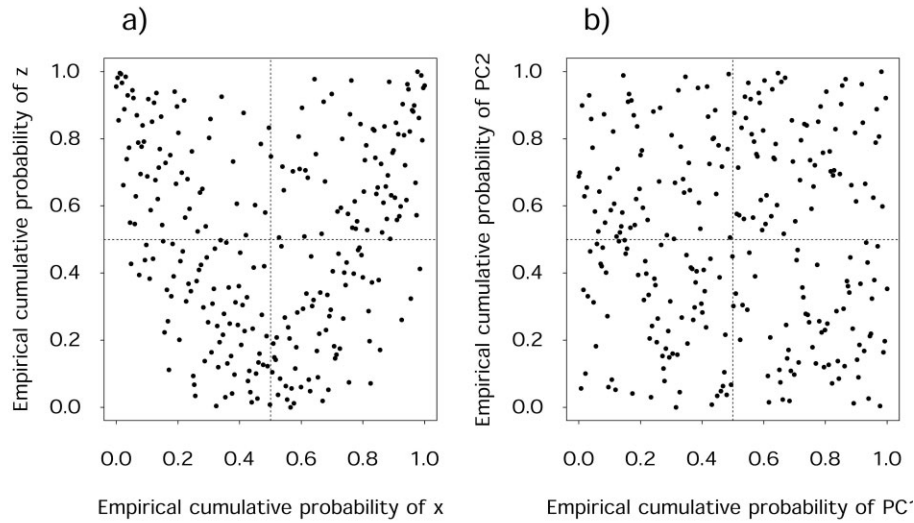 a)
Empirical cumulative probability of z
1.0
0.8
0.6
0.4
0.2
0.0
0.0 0.2 0.4 0.6 0.8 1.0
Empirical cumulative probability of x
b)
Empirical cumulative probability of PC2
1.0
0.8
0.6
0.4
0.2
0.0
0.0 0.2 0.4 0.6 0.8 1.0
Empirical cumulative probability of PC1